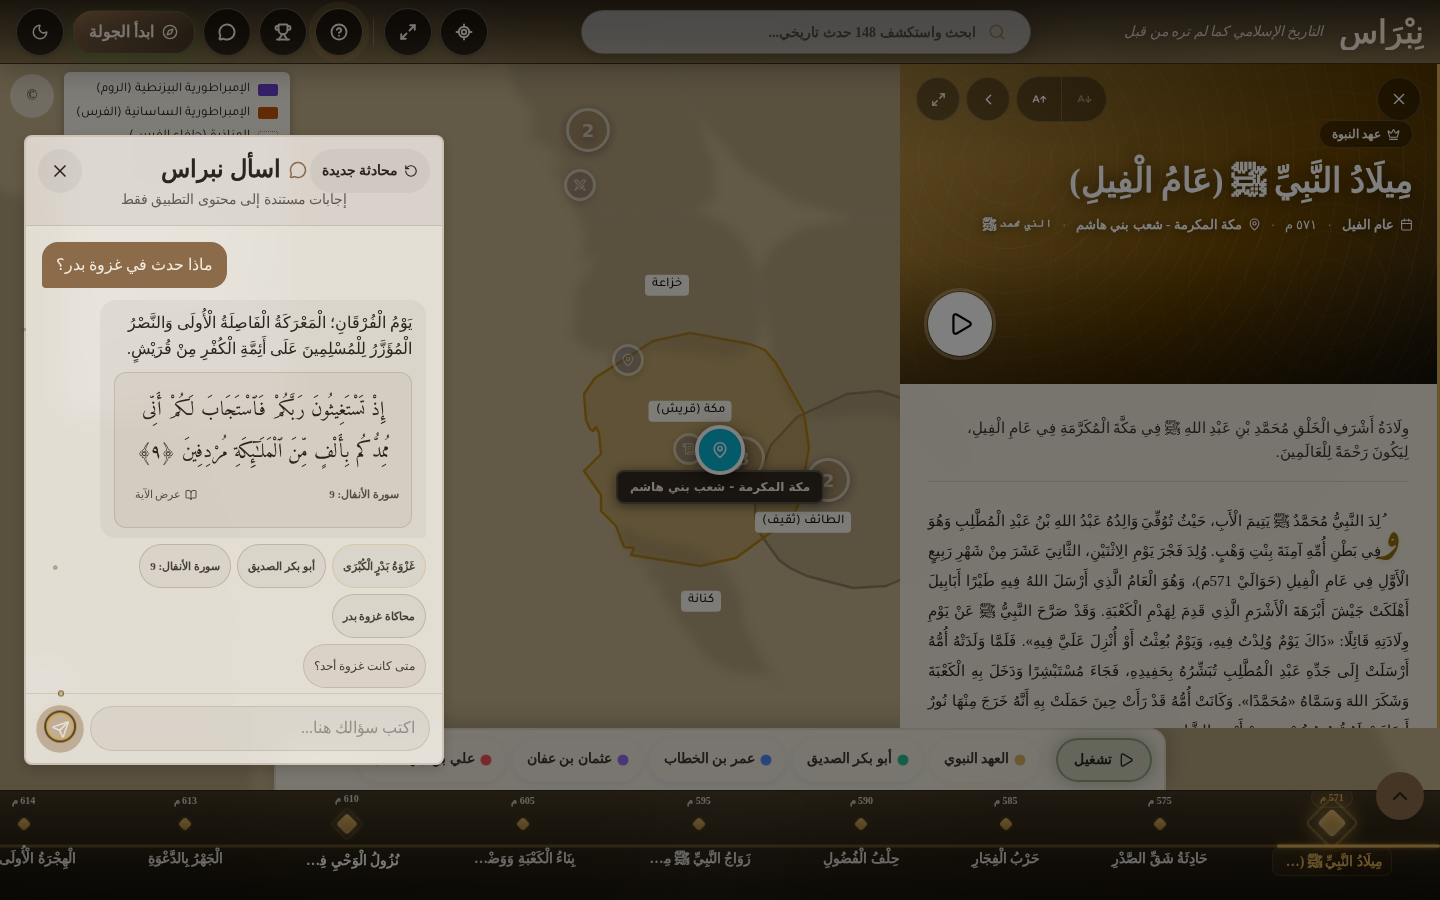 نِبْرَاس
التاريخ الإسلامي كما لم تره من قبل
ابحث واستكشف 148 حدث تاريخي...
ابدأ الجولة
A↑
A↓
عهد النبوة
مِيلَادُ النَّبِيِّ ﷺ (عَامُ الْفِيلِ)
عام الفيل · ٥٧١ م · مكة المكرمة - شعب بني هاشم · النبي محمد ﷺ
وِلَادَةُ أَشْرَفِ الْخَلْقِ مُحَمَّدِ بْنِ عَبْدِ اللهِ ﷺ فِي مَكَّةَ الْمُكَرَّمَةِ فِي عَامِ الْفِيلِ،
لِيَكُونَ رَحْمَةً لِلْعَالَمِينَ.
وُلِدَ النَّبِيُّ مُحَمَّدٌ ﷺ يَتِيمَ الْأَبِ، حَيْثُ تُوُفِّيَ وَالِدُهُ عَبْدُ اللهِ بْنُ عَبْدِ الْمُطَّلِبِ وَهُوَ
فِي بَطْنِ أُمِّهِ آمِنَةَ بِنْتِ وَهْبٍ. وُلِدَ فَجْرَ يَوْمِ الِاثْنَيْنِ، الثَّانِيَ عَشَرَ مِنْ شَهْرِ رَبِيعٍ
الْأَوَّلِ فِي عَامِ الْفِيلِ (حَوَالَيْ 571م)، وَهُوَ الْعَامُ الَّذِي أَرْسَلَ اللهُ فِيهِ طَيْرًا أَبَابِيلَ
أَهْلَكَتْ جَيْشَ أَبْرَهَةَ الْأَشْرَمِ الَّذِي قَدِمَ لِهَدْمِ الْكَعْبَةِ. وَقَدْ صَرَّحَ النَّبِيُّ ﷺ عَنْ يَوْمِ
وِلَادَتِهِ قَائِلًا: «ذَاكَ يَوْمٌ وُلِدْتُ فِيهِ، وَيَوْمٌ بُعِثْتُ أَوْ أُنْزِلَ عَلَيَّ فِيهِ». فَلَمَّا وَلَدَتْهُ أُمُّهُ
أَرْسَلَتْ إِلَى جَدِّهِ عَبْدِ الْمُطَّلِبِ تُبَشِّرُهُ بِحَفِيدِهِ، فَجَاءَ مُسْتَبْشِرًا وَدَخَلَ بِهِ الْكَعْبَةَ
وَشَكَرَ اللهَ وَسَمَّاهُ «مُحَمَّدًا». وَكَانَتْ أُمُّهُ قَدْ رَأَتْ حِينَ حَمَلَتْ بِهِ أَنَّهُ خَرَجَ مِنْهَا نُورٌ
©
الإمبراطورية البيزنطية (الروم)
الإمبراطورية الساسانية (الفرس)
المناذرة (حلفاء الفرس)
2
خزاعة
مكة (قريش)
3
2
مكة المكرمة - شعب بني هاشم
الطائف (ثقيف)
كنانة
محادثة جديدة
اسأل نبراس
إجابات مستندة إلى محتوى التطبيق فقط
ماذا حدث في غزوة بدر؟
يَوْمُ الْفُرْقَانِ؛ الْمَعْرَكَةُ الْفَاصِلَةُ الْأُولَى وَالنَّصْرُ
الْمُؤَزَّرُ لِلْمُسْلِمِينَ عَلَى أَئِمَّةِ الْكُفْرِ مِنْ قُرَيْشٍ.
إِذْ تَسْتَغِيثُونَ رَبَّكُمْ فَٱسْتَجَابَ لَكُمْ أَنِّى
مُمِدُّكُم بِأَلْفٍ مِّنَ ٱلْمَلَـٰٓئِكَةِ مُرْدِفِينَ ﴿٩﴾
سورة الأنفال: 9
عرض الآية
غَزْوَةُ بَدْرٍ الْكُبْرَى
أبو بكر الصديق
سورة الأنفال: 9
محاكاة غزوة بدر
متى كانت غزوة أحد؟
اكتب سؤالك هنا...
تشغيل
العهد النبوي
أبو بكر الصديق
عمر بن الخطاب
عثمان بن عفان
علي
571 م
575 م
585 م
590 م
595 م
605 م
610 م
613 م
614 م
مِيلَادُ النَّبِيِّ ﷺ (...
حَادِثَةُ شَقِّ الصَّدْرِ
حَرْبُ الْفِجَارِ
حِلْفُ الْفُضُولِ
زَوَاجُ النَّبِيِّ ﷺ مِـ...
بِنَاءُ الْكَعْبَةِ وَوَضْـ...
نُزُولُ الْوَحْيِ فِـ...
الْجَهْرُ بِالدَّعْوَةِ
الْهِجْرَةُ الْأُولَى